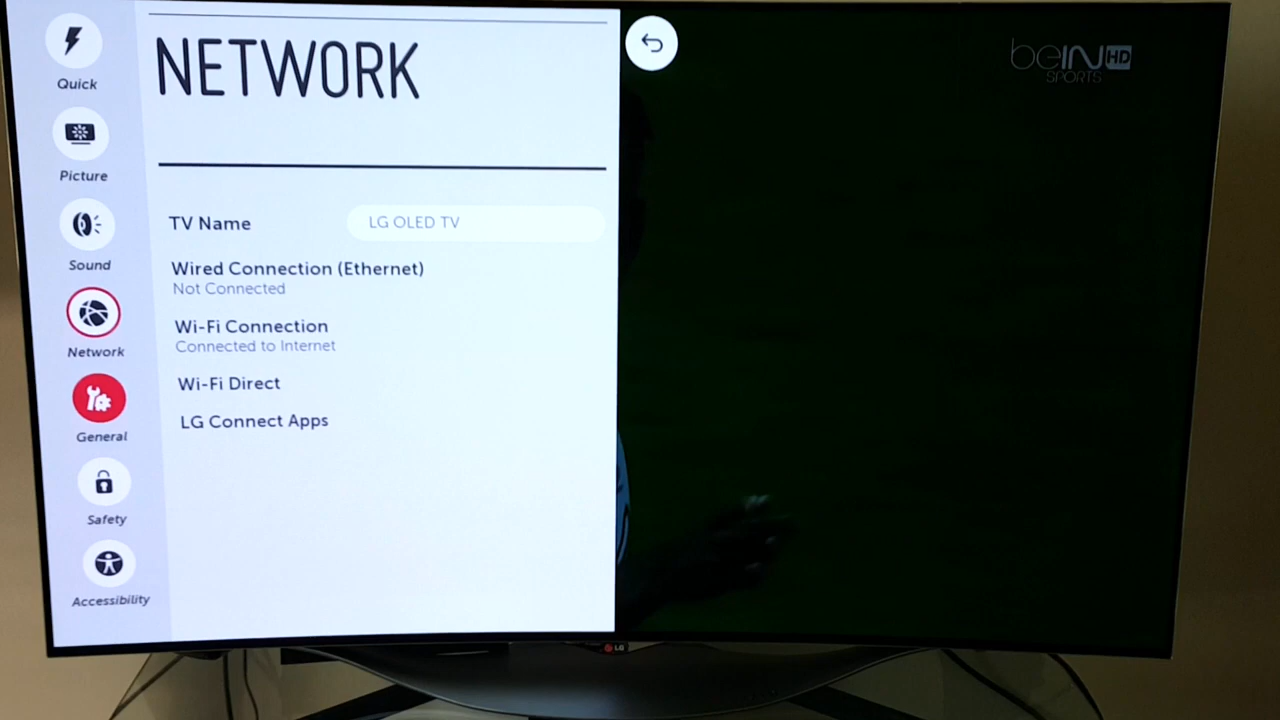 Quick
Picture
Sound
Network
General
Safety
Accessibility
NETWORK
TV Name
LG OLED TV
Wired Connection (Ethernet)
Not Connected
Wi-Fi Connection
Connected to Internet
Wi-Fi Direct
LG Connect Apps
beIN HD
SPORTS
LG